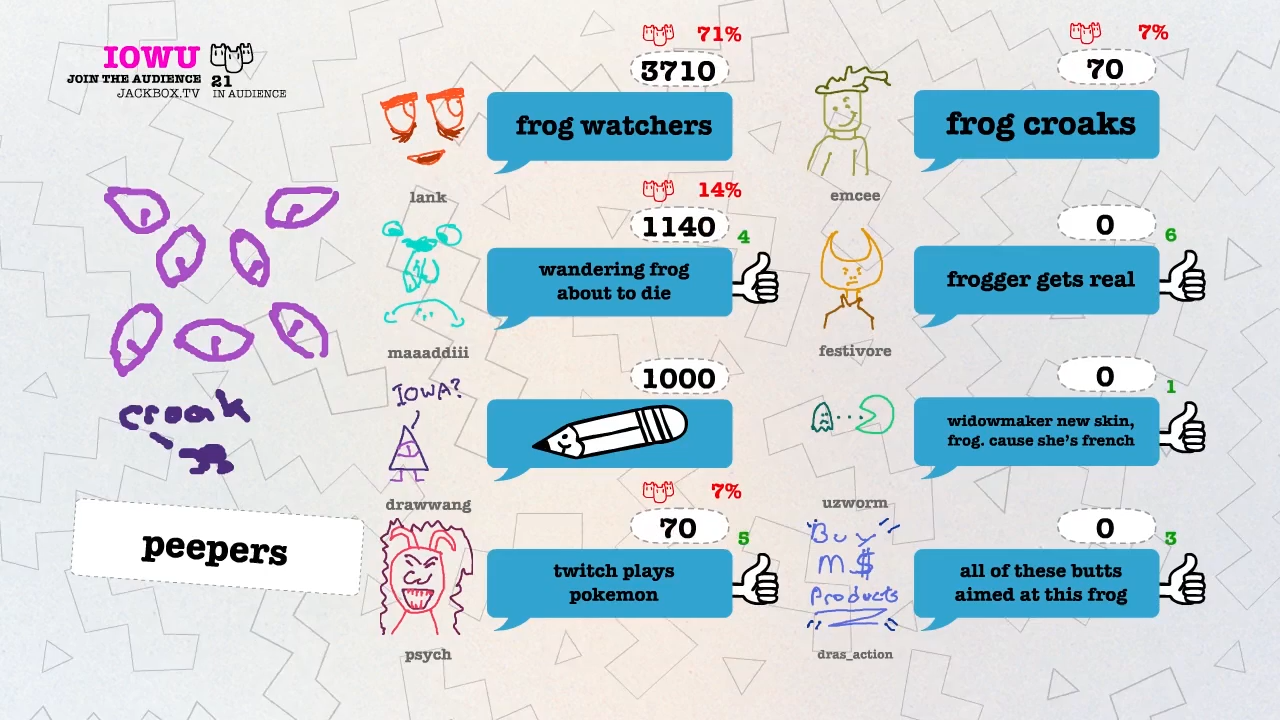 IOWU
JOIN THE AUDIENCE
JACKBOX.TV
21
IN AUDIENCE
croak
peepers
71%
3710
frog watchers
lank
14%
1140
4
wandering frog
about to die
maaaddiii
IOWA?
1000
drawwang
7%
70
5
twitch plays
pokemon
psych
7%
70
frog croaks
emcee
0
6
frogger gets real
festivore
0
1
widowmaker new skin,
frog. cause she's french
uzworm
Buy
M$
Products
0
3
all of these butts
aimed at this frog
dras_action